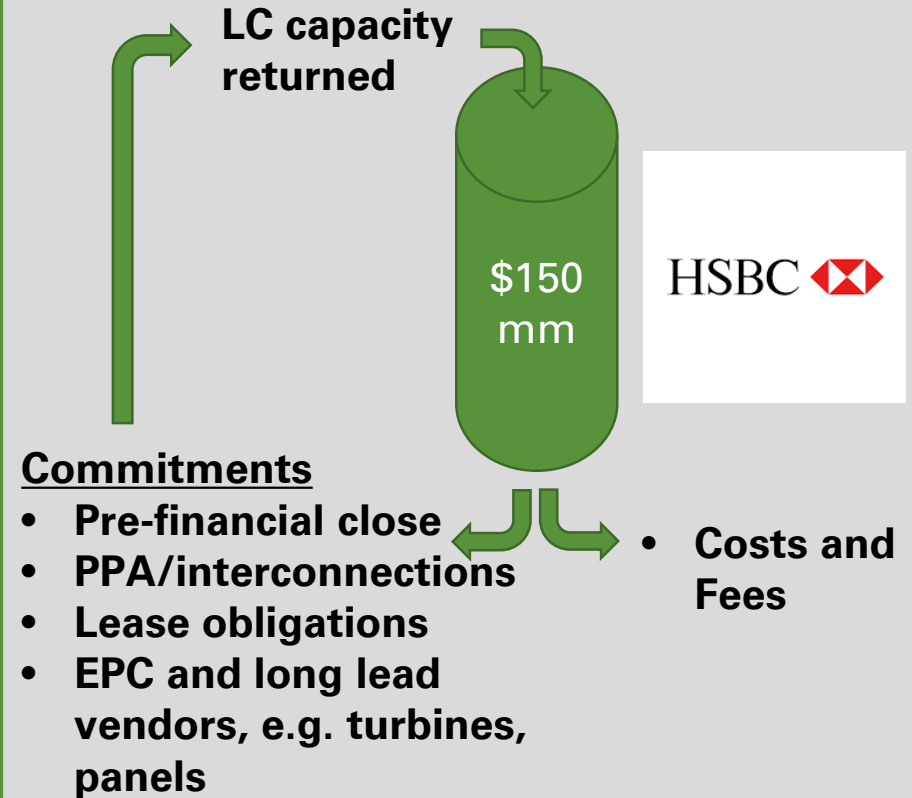 LC capacity
returned
$150
mm
HSBC
Commitments
• Pre-financial close
• PPA/interconnections
• Lease obligations
• EPC and long lead
vendors, e.g. turbines,
panels
• Costs and
Fees